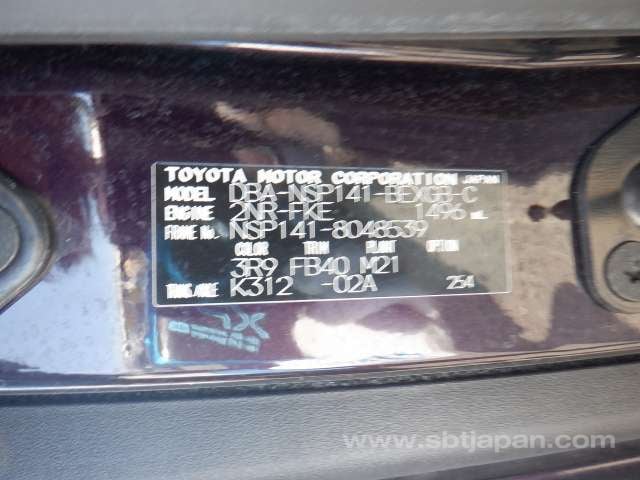 TOYOTA MOTOR CORPORATION JAPAN
MODEL DBA-NSP141-BEXGB-C
ENGINE 2NR-FKE 1496 mL
FRAME No. NSP141-8048539
COLOR TRIM PLANT OPTION
3R9 FB40 M21
TRANS/AXLE K312 -02A 254
www.sbtjapan.com